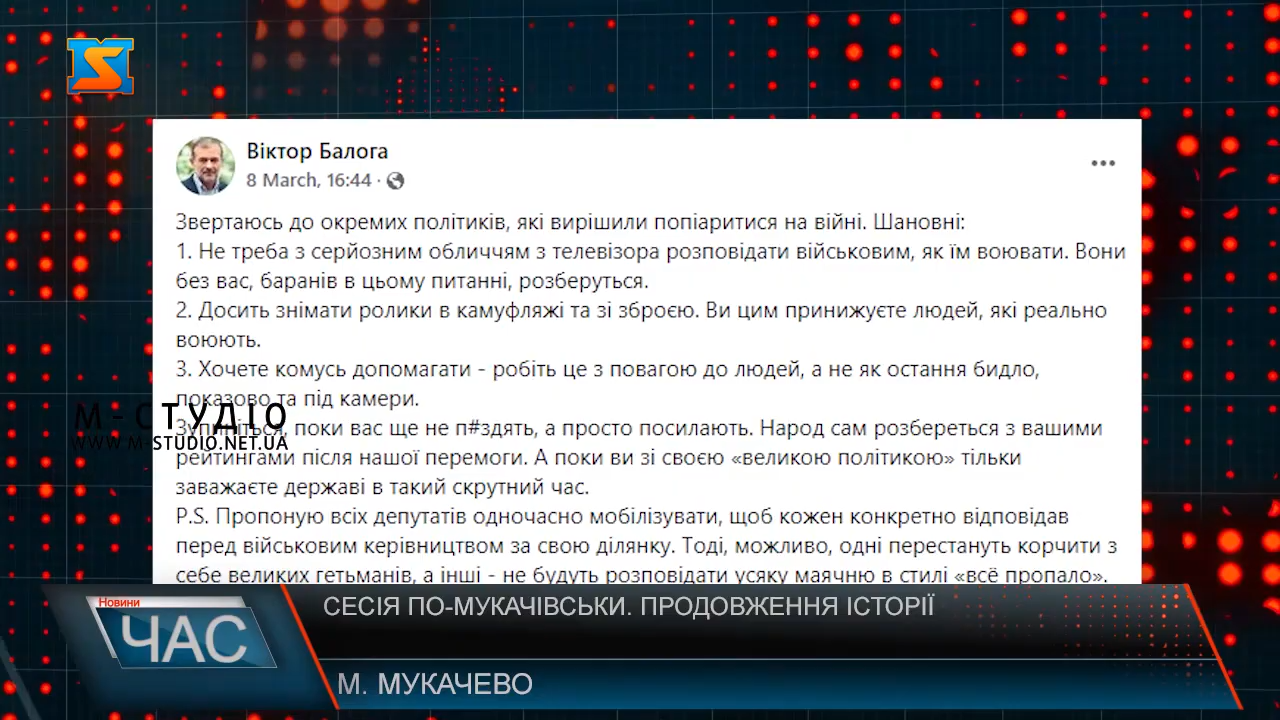 Віктор Балога
8 March, 16:44 ·
Звертаюсь до окремих політиків, які вирішили попіаритися на війні. Шановні:
1. Не треба з серйозним обличчям з телевізора розповідати військовим, як їм воювати. Вони
без вас, баранів в цьому питанні, розберуться.
2. Досить знімати ролики в камуфляжі та зі зброєю. Ви цим принижуєте людей, які реально
воюють.
3. Хочете комусь допомагати - робіть це з повагою до людей, а не як остання бидло,
показово та під камери.
М-СТУДІО
Зупиніться, поки вас ще не п#здять, а просто посилають. Народ сам розбереться з вашими
WWW.M-STUDIO.NET.UA
рейтингами після нашої перемоги. А поки ви зі своєю «великою політикою» тільки
заважаєте державі в такий скрутний час.
P.S. Пропоную всіх депутатів одночасно мобілізувати, щоб кожен конкретно відповідав
перед військовим керівництвом за свою ділянку. Тоді, можливо, одні перестануть корчити з
себе великих гетьманів, а інші - не будуть розповідати усяку маячню в стилі «всё пропало».
Новини
ЧАС
СЕСІЯ ПО-МУКАЧІВСЬКИ. ПРОДОВЖЕННЯ ІСТОРІЇ
М. МУКАЧЕВО